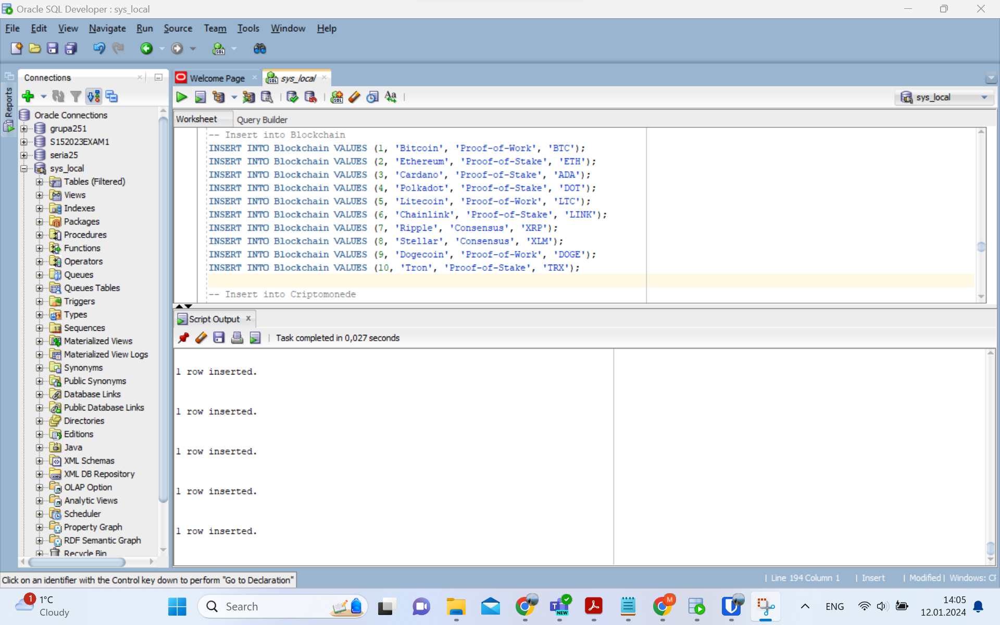 Oracle SQL Developer : sys_local
File Edit View Navigate Run Source Team Tools Window Help
Reports
Connections
Oracle Connections
grupa251
S152023EXAM1
seria25
sys_local
Tables (Filtered)
Views
Indexes
Packages
Procedures
Functions
Operators
Queues
Queues Tables
Triggers
Types
Sequences
Materialized Views
Materialized View Logs
Synonyms
Public Synonyms
Database Links
Public Database Links
Directories
Editions
Java
XML Schemas
XML DB Repository
OLAP Option
Analytic Views
Scheduler
Property Graph
RDF Semantic Graph
Recycle Bin
Welcome Page
sys_local
sys_local
Worksheet Query Builder
-- Insert into Blockchain
INSERT INTO Blockchain VALUES (1, 'Bitcoin', 'Proof-of-Work', 'BTC');
INSERT INTO Blockchain VALUES (2, 'Ethereum', 'Proof-of-Stake', 'ETH');
INSERT INTO Blockchain VALUES (3, 'Cardano', 'Proof-of-Stake', 'ADA');
INSERT INTO Blockchain VALUES (4, 'Polkadot', 'Proof-of-Stake', 'DOT');
INSERT INTO Blockchain VALUES (5, 'Litecoin', 'Proof-of-Work', 'LTC');
INSERT INTO Blockchain VALUES (6, 'Chainlink', 'Proof-of-Stake', 'LINK');
INSERT INTO Blockchain VALUES (7, 'Ripple', 'Consensus', 'XRP');
INSERT INTO Blockchain VALUES (8, 'Stellar', 'Consensus', 'XLM');
INSERT INTO Blockchain VALUES (9, 'Dogecoin', 'Proof-of-Work', 'DOGE');
INSERT INTO Blockchain VALUES (10, 'Tron', 'Proof-of-Stake', 'TRX');
-- Insert into Criptomonede
Script Output
Task completed in 0,027 seconds
1 row inserted.
1 row inserted.
1 row inserted.
1 row inserted.
1 row inserted.
Click on an identifier with the Control key down to perform "Go to Declaration"
| Line 194 Column 1 | Insert | Modified | Windows: CF
1
1°C
Cloudy
Search
NEW
M
ENG
14:05
12.01.2024